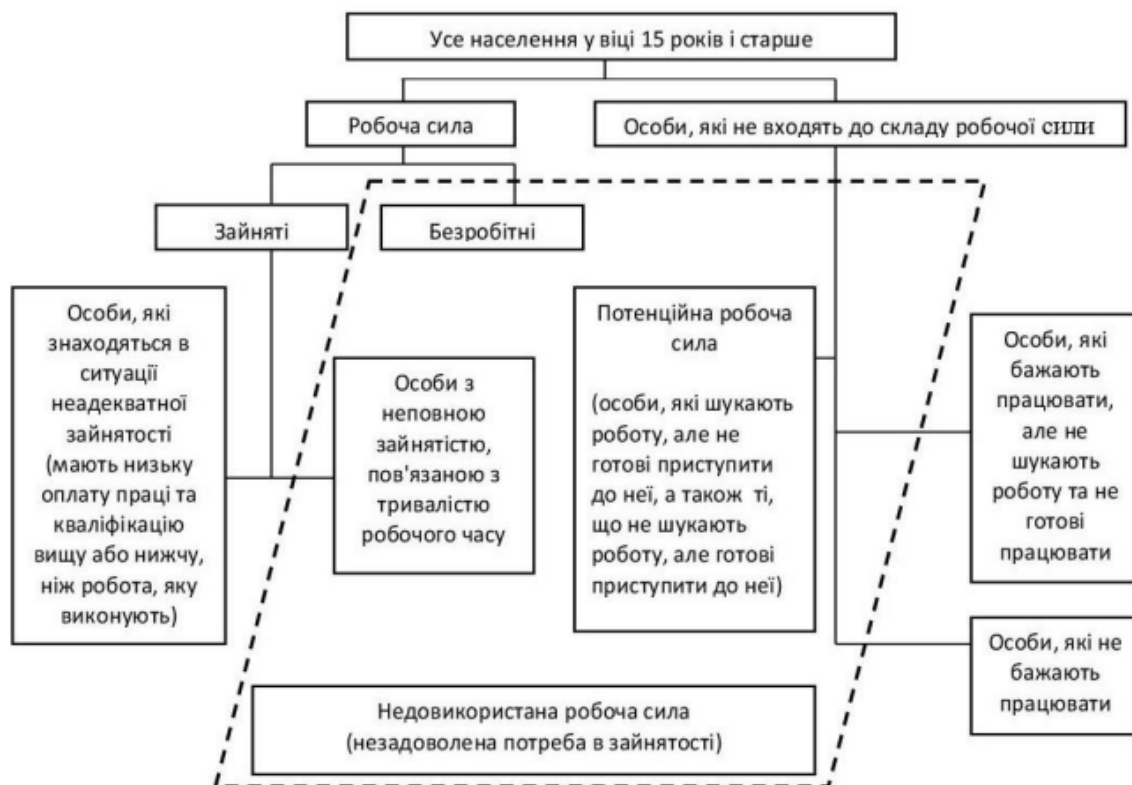 Усе населення у віці 15 років і старше
Робоча сила
Особи, які не входять до складу робочої сили
Зайняті
Безробітні
Особи, які
знаходяться в
ситуації
неадекватної
зайнятості
(мають низьку
оплату праці та
кваліфікацію
вищу або нижчу,
ніж робота, яку
виконують)
Особи з
неповною
зайнятістю,
пов'язаною з
тривалістю
робочого часу
Потенційна робоча
сила
(особи, які шукають
роботу, але не
готові приступити
до неї, а також ті,
що не шукають
роботу, але готові
приступити до неї)
Особи, які
бажають
працювати,
але не
шукають
роботу та не
готові
працювати
Особи, які не
бажають
працювати
Недовикористана робоча сила
(незадоволена потреба в зайнятості)